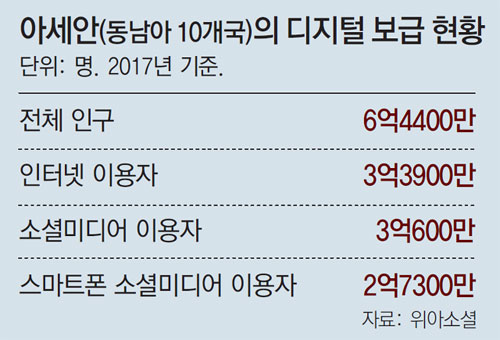 아세안(동남아 10개국)의 디지털 보급 현황
단위: 명. 2017년 기준.
전체 인구 6억4400만
인터넷 이용자 3억3900만
소셜미디어 이용자 3억600만
스마트폰 소셜미디어 이용자 2억7300만
자료: 위아소셜